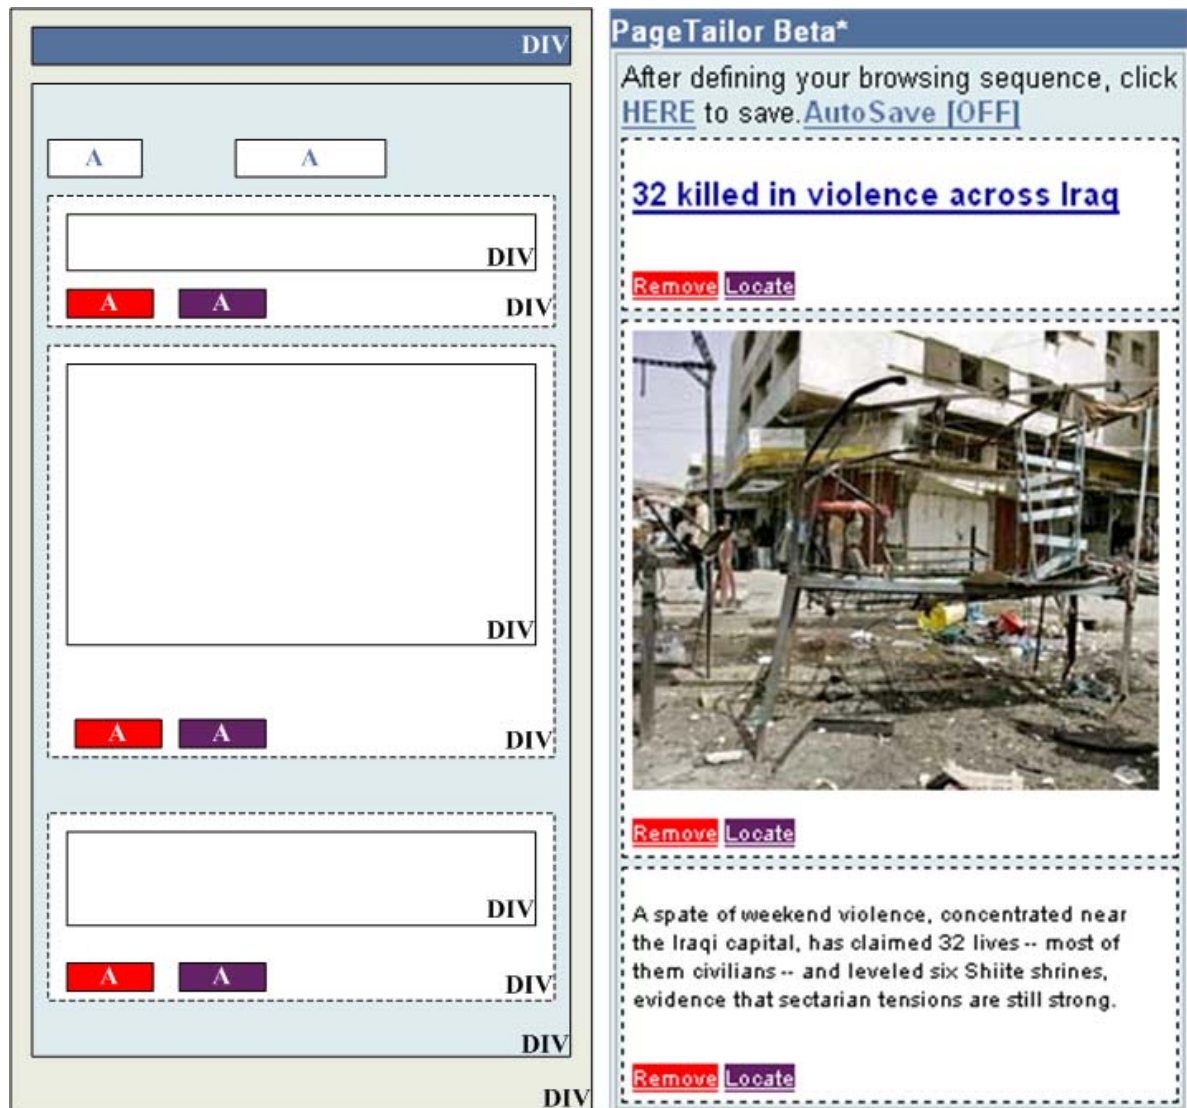 DIV
A A
DIV
A A DIV
DIV
A A DIV
DIV
A A DIV
DIV
DIV
PageTailor Beta*
After defining your browsing sequence, click
HERE to save. AutoSave [OFF]
32 killed in violence across Iraq
Remove Locate
Remove Locate
A spate of weekend violence, concentrated near
the Iraqi capital, has claimed 32 lives -- most of
them civilians -- and leveled six Shiite shrines,
evidence that sectarian tensions are still strong.
Remove Locate